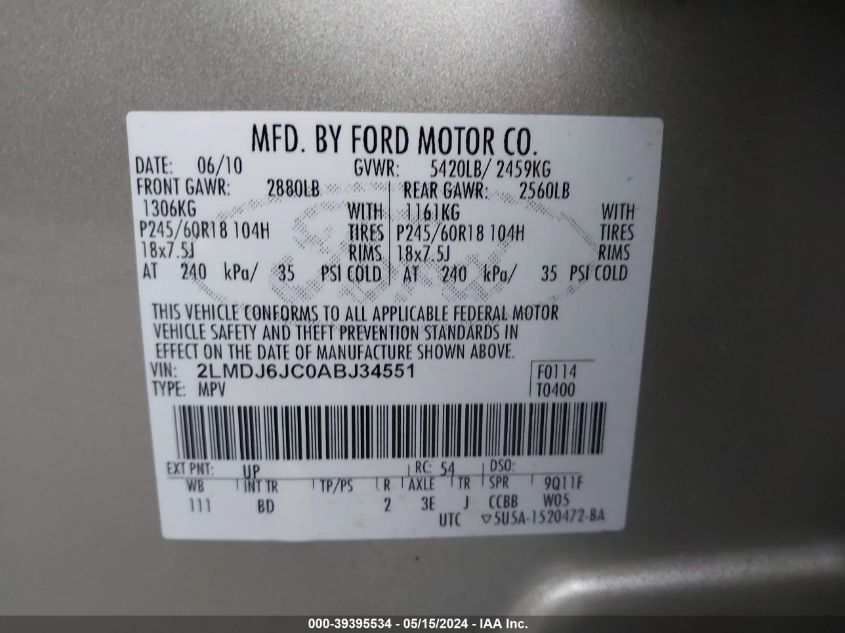 MFD. BY FORD MOTOR CO.
DATE: 06/10 GVWR: 5420LB/ 2459KG
FRONT GAWR: 2880LB REAR GAWR: 2560LB
1306KG WITH 1161KG WITH
P245/60R18 104H TIRES P245/60R18 104H TIRES
18x7.5J RIMS 18x7.5J RIMS
AT 240 kPa/ 35 PSI COLD AT 240 kPa/ 35 PSI COLD
THIS VEHICLE CONFORMS TO ALL APPLICABLE FEDERAL MOTOR
VEHICLE SAFETY AND THEFT PREVENTION STANDARDS IN
EFFECT ON THE DATE OF MANUFACTURE SHOWN ABOVE.
VIN: 2LMDJ6JC0ABJ34551 F0114
TYPE: MPV T0400
EXT PNT: UP RC: 54 DSO:
WB INT TR TP/PS R AXLE TR SPR 9Q11F
111 BD 2 3E J CCBB W05
UTC ▽5U5A-1520472-BA
000-39395534 - 05/15/2024 - IAA Inc.